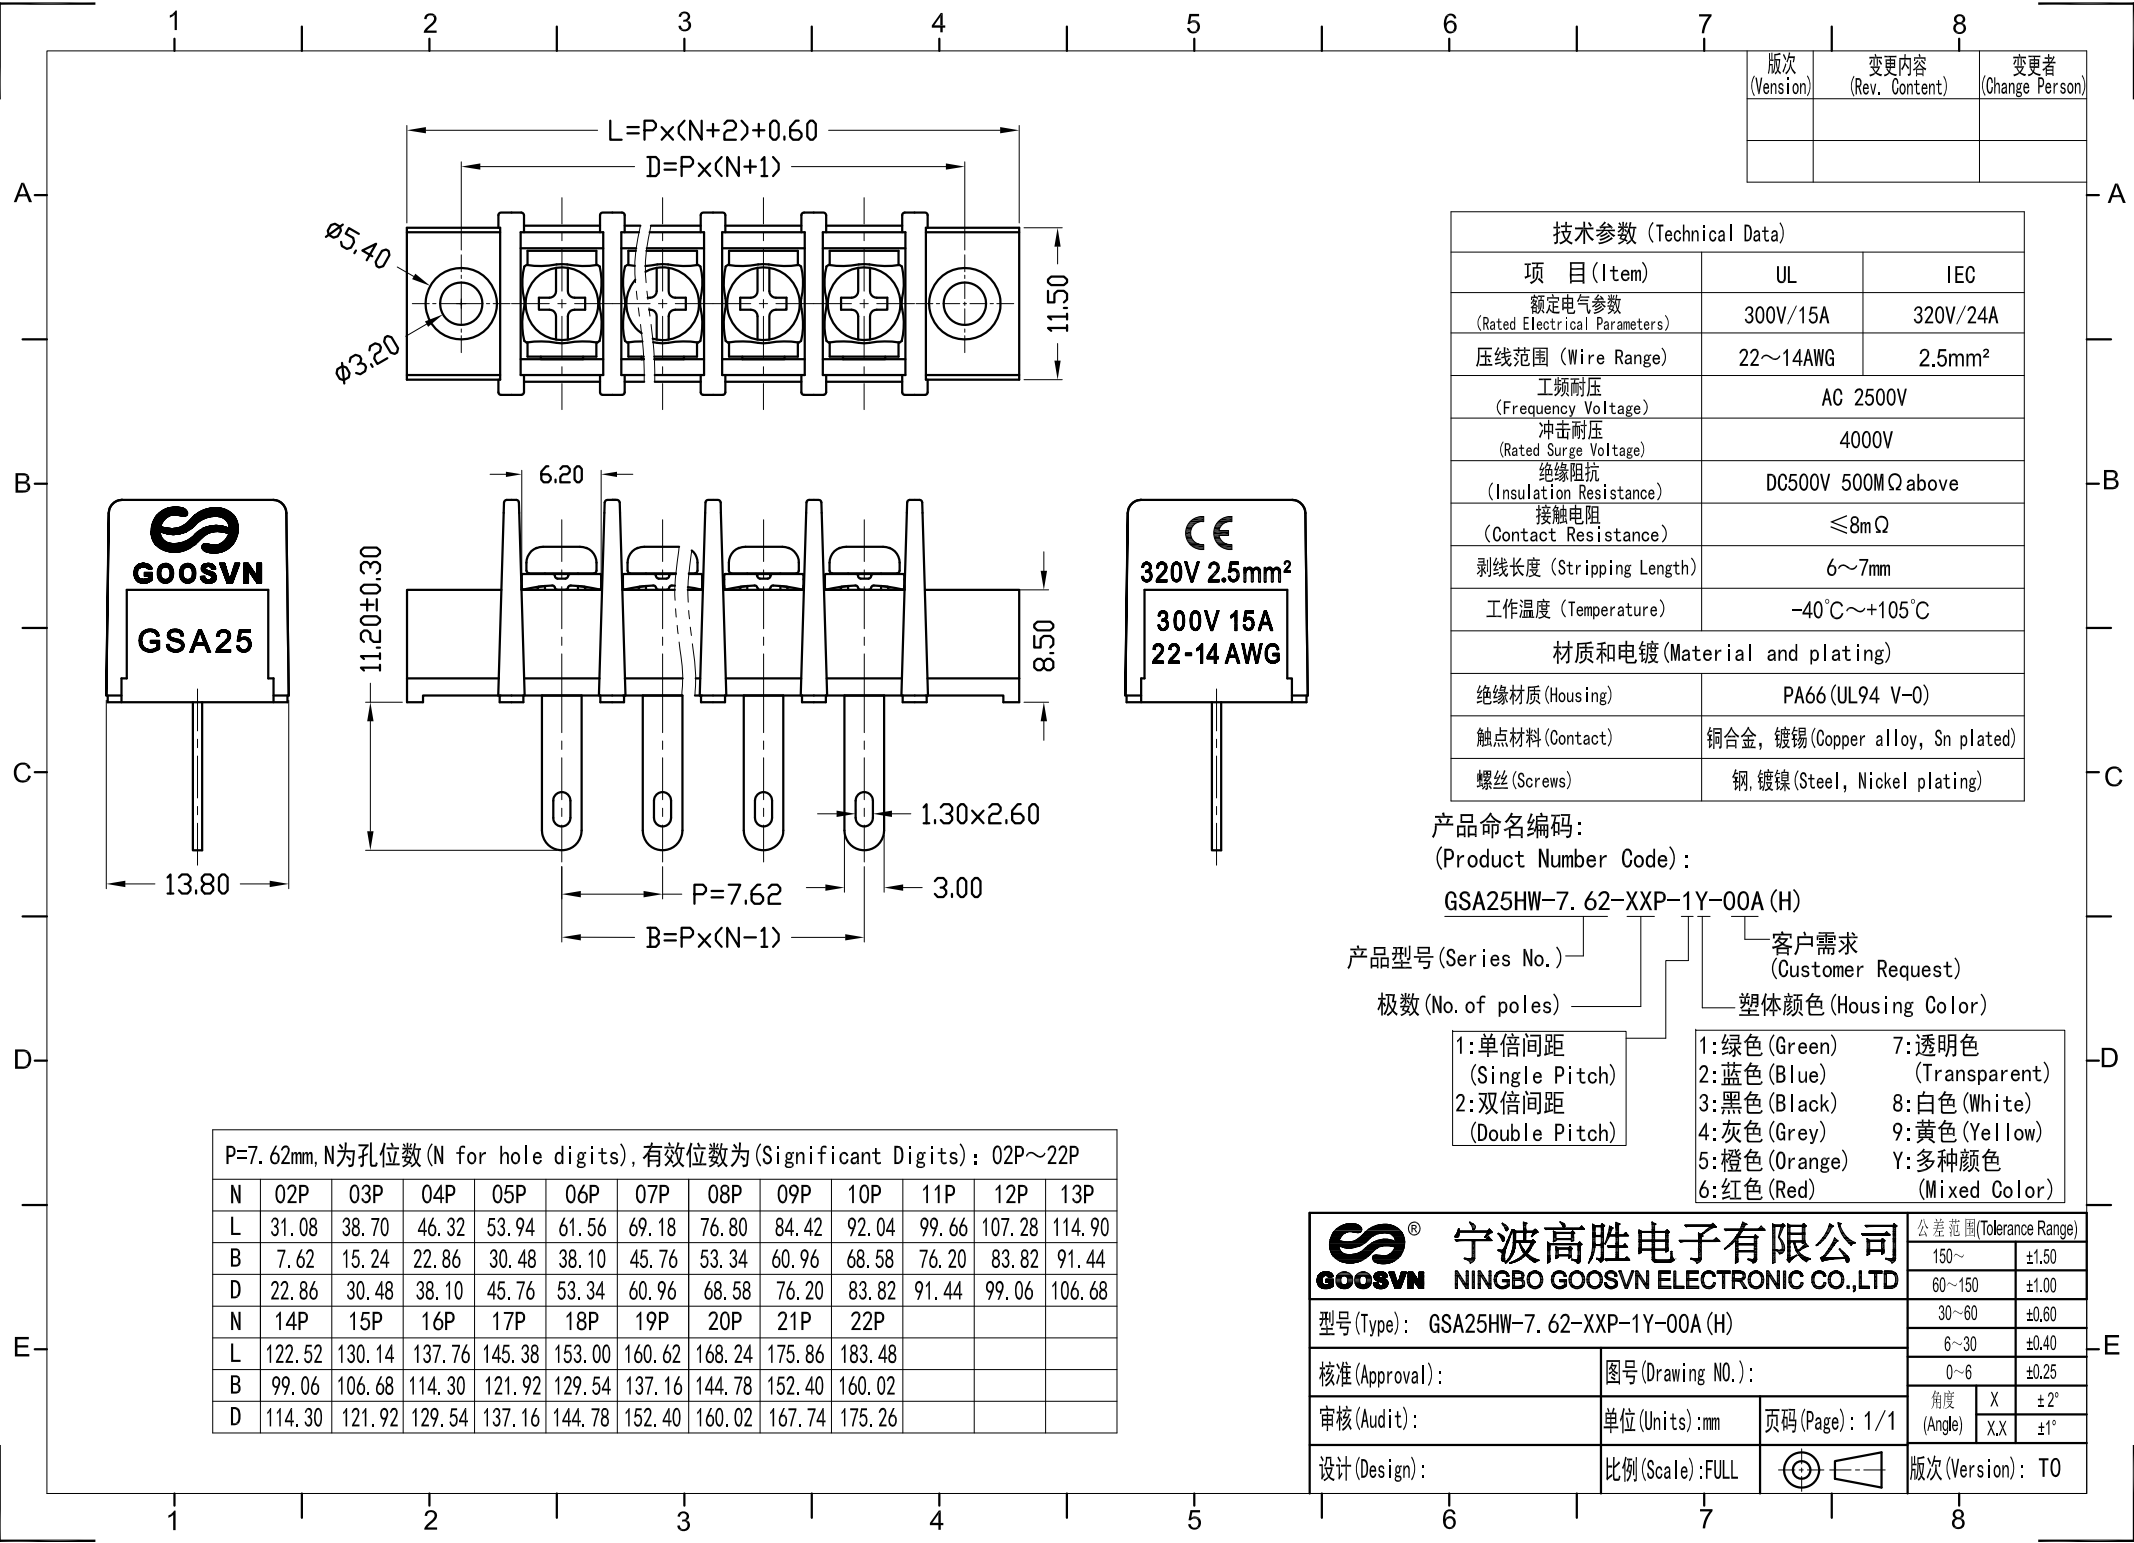 1 2 3 4 5 6 7 8
版次 变更内容 变更者
(Vension) (Rev. Content) (Change Person)
L=Px(N+2)+0.60
D=Px(N+1)
A A
ø5.40
ø3.20
11.50
技术参数 (Technical Data)
项 目(Item) UL IEC
额定电气参数
(Rated Electrical Parameters) 300V/15A 320V/24A
压线范围 (Wire Range) 22~14AWG 2.5mm²
工频耐压
(Frequency Voltage) AC 2500V
冲击耐压
(Rated Surge Voltage) 4000V
绝缘阻抗
(Insulation Resistance) DC500V 500MΩabove
接触电阻
(Contact Resistance) ≤8mΩ
剥线长度 (Stripping Length) 6~7mm
工作温度 (Temperature) -40℃~+105℃
材质和电镀(Material and plating)
绝缘材质(Housing) PA66(UL94 V-0)
触点材料(Contact) 铜合金, 镀锡(Copper alloy, Sn plated)
螺丝(Screws) 钢,镀镍(Steel, Nickel plating)
B B
6.20
GOOSVN
GSA25
13.80
11.20±0.30
8.50
CE
320V 2.5mm²
300V 15A
22-14 AWG
C C
1.30x2.60
P=7.62
3.00
B=Px(N-1)
产品命名编码:
(Product Number Code):
GSA25HW-7.62-XXP-1Y-00A(H)
客户需求
产品型号(Series No.)
(Customer Request)
极数(No.of poles)
塑体颜色(Housing Color)
D D
1:单倍间距
(Single Pitch)
2:双倍间距
(Double Pitch)
1:绿色(Green) 7:透明色
2:蓝色(Blue) (Transparent)
3:黑色(Black) 8:白色(White)
4:灰色(Grey) 9:黄色(Yellow)
5:橙色(Orange) Y:多种颜色
6:红色(Red) (Mixed Color)
P=7.62mm,N为孔位数(N for hole digits),有效位数为(Significant Digits): 02P~22P
N 02P 03P 04P 05P 06P 07P 08P 09P 10P 11P 12P 13P
L 31.08 38.70 46.32 53.94 61.56 69.18 76.80 84.42 92.04 99.66 107.28 114.90
B 7.62 15.24 22.86 30.48 38.10 45.76 53.34 60.96 68.58 76.20 83.82 91.44
D 22.86 30.48 38.10 45.76 53.34 60.96 68.58 76.20 83.82 91.44 99.06 106.68
N 14P 15P 16P 17P 18P 19P 20P 21P 22P
L 122.52 130.14 137.76 145.38 153.00 160.62 168.24 175.86 183.48
B 99.06 106.68 114.30 121.92 129.54 137.16 144.78 152.40 160.02
D 114.30 121.92 129.54 137.16 144.78 152.40 160.02 167.74 175.26
E E
GOOSVN ®
宁波高胜电子有限公司
NINGBO GOOSVN ELECTRONIC CO.,LTD
公差范围(Tolerance Range)
150~ ±1.50
60~150 ±1.00
30~60 ±0.60
6~30 ±0.40
0~6 ±0.25
角度
(Angle)
X ±2°
X.X ±1°
型号(Type): GSA25HW-7.62-XXP-1Y-00A(H)
核准(Approval): 图号(Drawing NO.):
审核(Audit): 单位(Units):mm 页码(Page): 1/1
设计(Design): 比例(Scale):FULL 版次(Version): T0
1 2 3 4 5 6 7 8